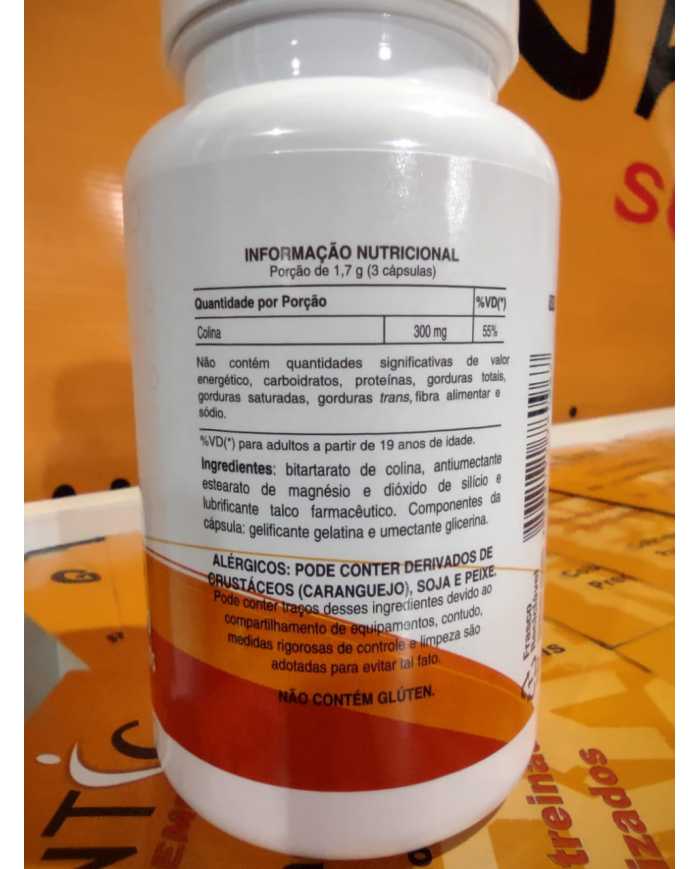 INFORMAÇÃO NUTRICIONAL
Porção de 1,7 g (3 cápsulas)
Quantidade por Porção %VD(*)
Colina 300 mg 55%
Não contém quantidades significativas de valor
energético, carboidratos, proteínas, gorduras totais,
gorduras saturadas, gorduras trans, fibra alimentar e
sódio.
%VD(*) para adultos a partir de 19 anos de idade.
Ingredientes: bitartarato de colina, antiumectante
estearato de magnésio e dióxido de silício e
lubrificante talco farmacêutico. Componentes da
cápsula: gelificante gelatina e umectante glicerina.
ALÉRGICOS: PODE CONTER DERIVADOS DE
CRUSTÁCEOS (CARANGUEJO), SOJA E PEIXE.
Pode conter traços desses ingredientes devido ao
compartilhamento de equipamentos, contudo,
medidas rigorosas de controle e limpeza são
adotadas para evitar tal fato.
NÃO CONTÉM GLÚTEN.
Frasco
Reciclável